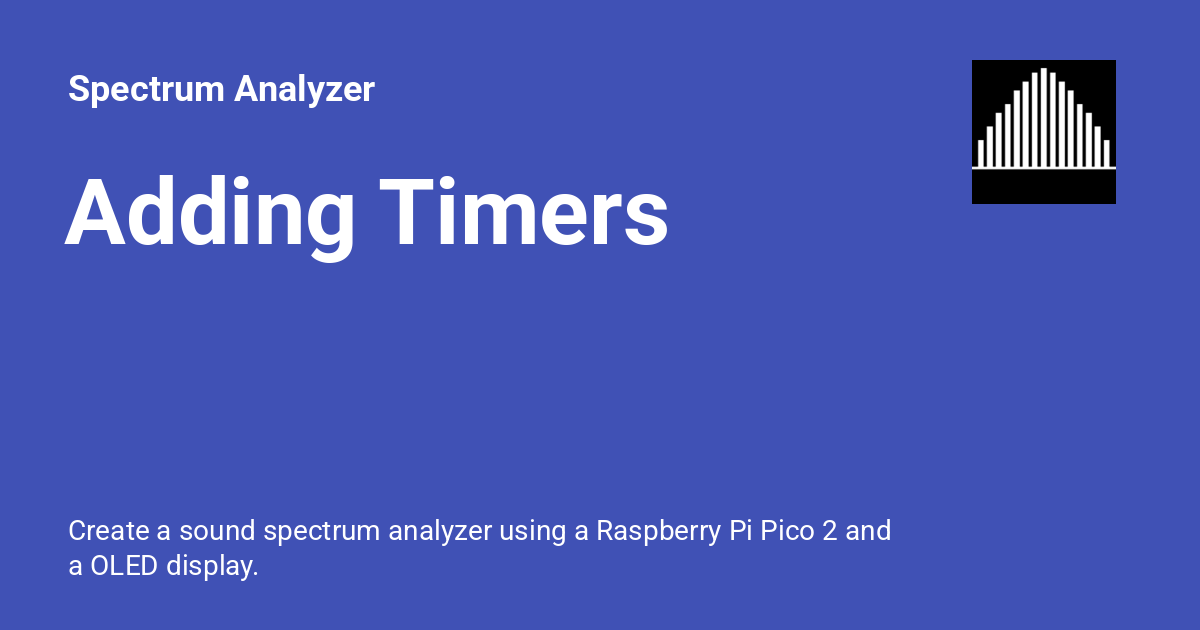 Spectrum Analyzer
Adding Timers
Create a sound spectrum analyzer using a Raspberry Pi Pico 2 and
a OLED display.